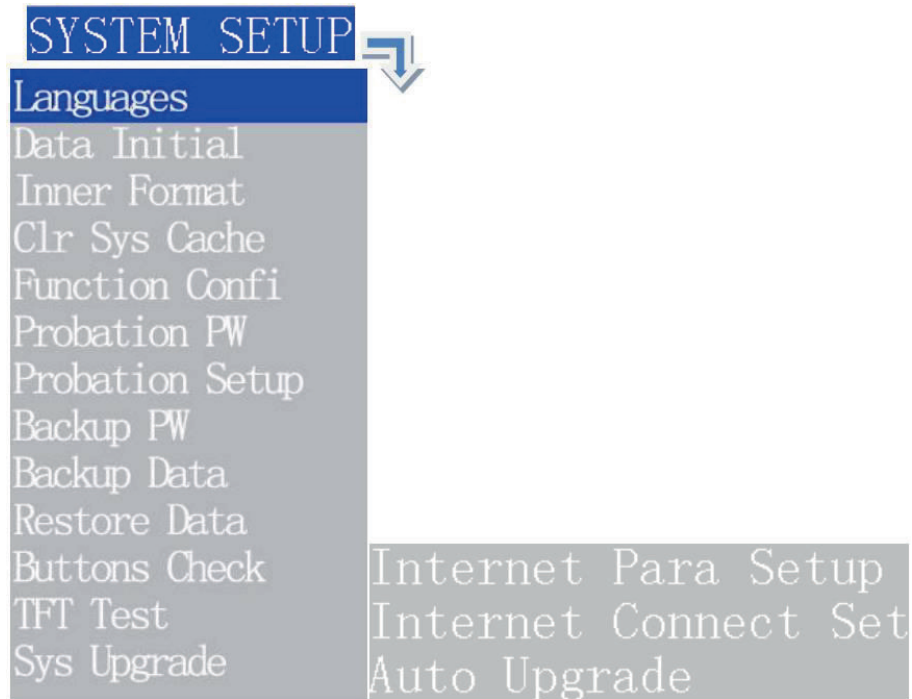 SYSTEM SETUP
Languages
Data Initial
Inner Format
Clr Sys Cache
Function Confi
Probation PW
Probation Setup
Backup PW
Backup Data
Restore Data
Buttons Check
TFT Test
Sys Upgrade
Internet Para Setup
Internet Connect Set
Auto Upgrade